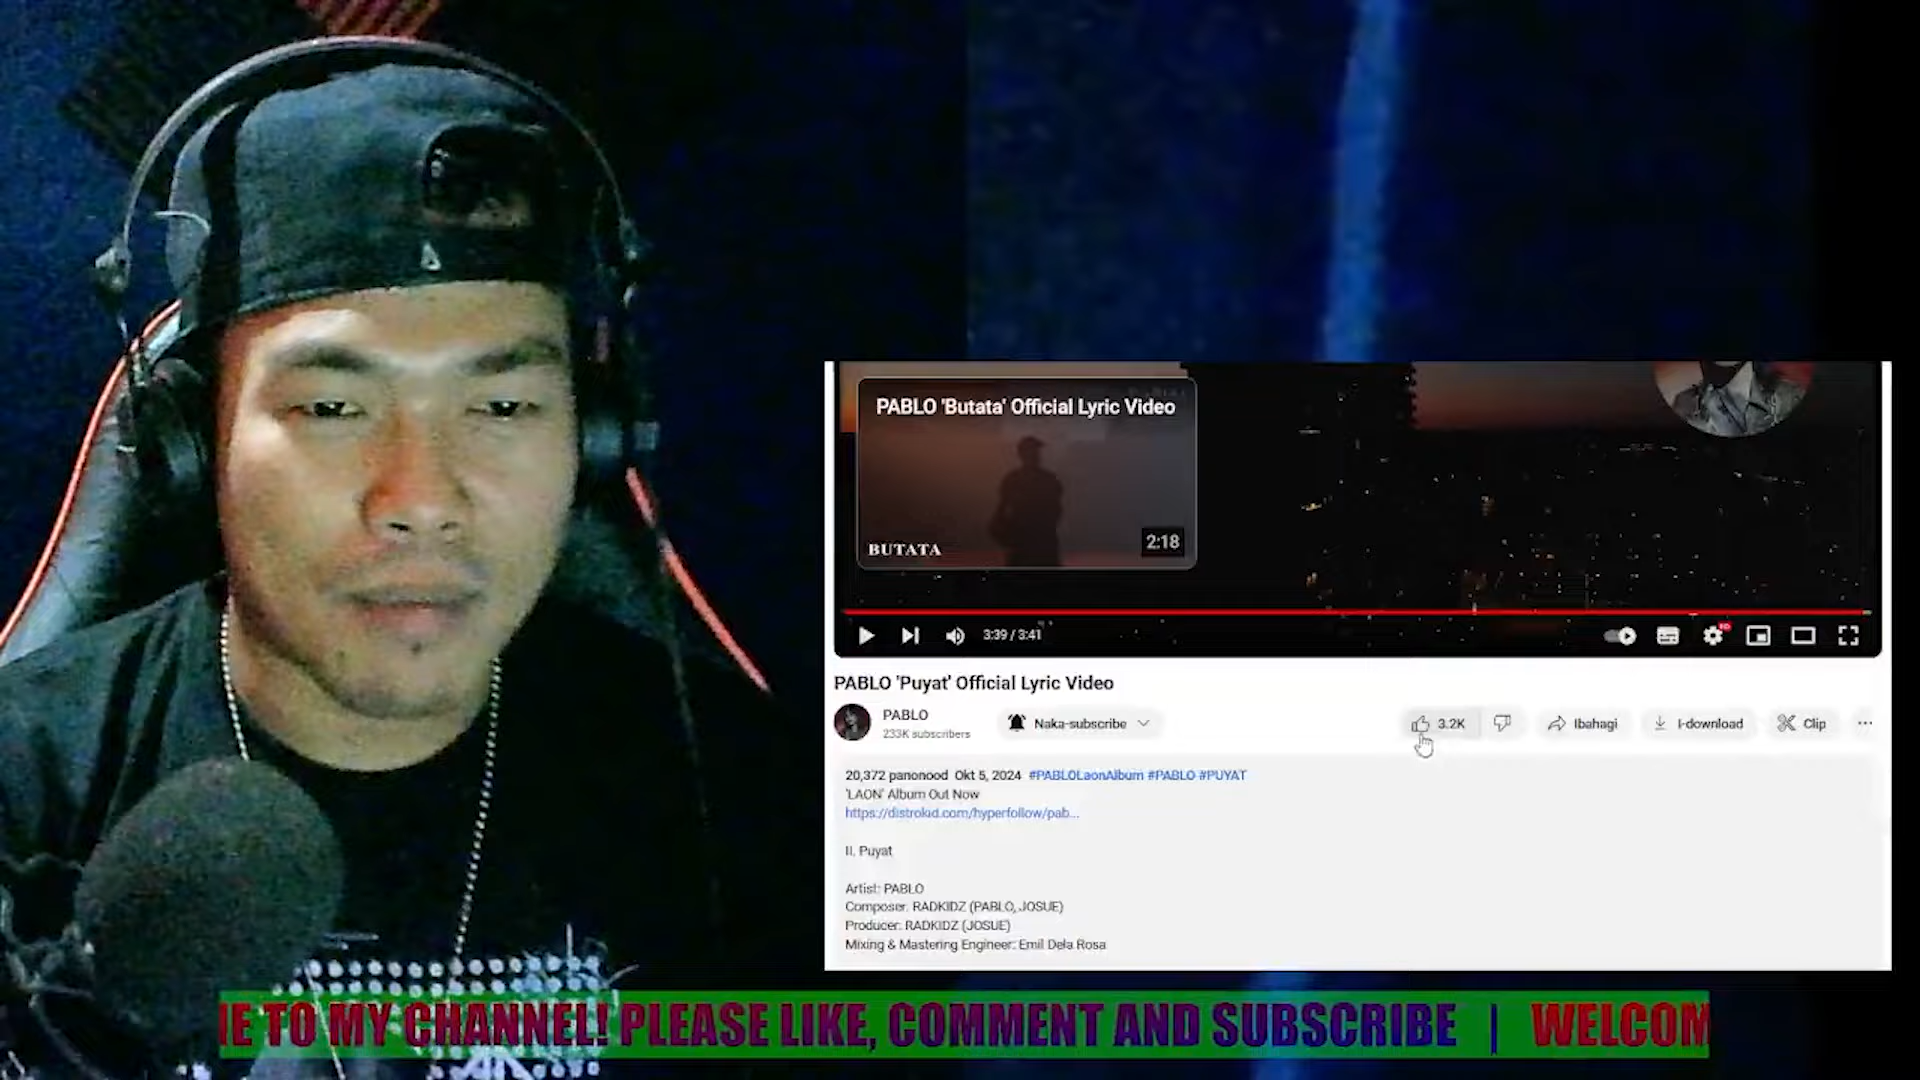 PABLO 'Butata' Official Lyric Video
BUTATA
2:18
3:39 / 3:41
PABLO 'Puyat' Official Lyric Video
PABLO
233K subscribers
Naka-subscribe
3.2K
Ibahagi
I-download
Clip
20,372 panonood Okt 5, 2024 #PABLOLaonAlbum #PABLO #PUYAT
'LAON' Album Out Now
https://distrokid.com/hyperfollow/pab...
II. Puyat
Artist: PABLO
Composer: RADKIDZ (PABLO, JOSUE)
Producer: RADKIDZ (JOSUE)
Mixing & Mastering Engineer: Emil Dela Rosa
E TO MY CHANNEL! PLEASE LIKE, COMMENT AND SUBSCRIBE | WELCOM